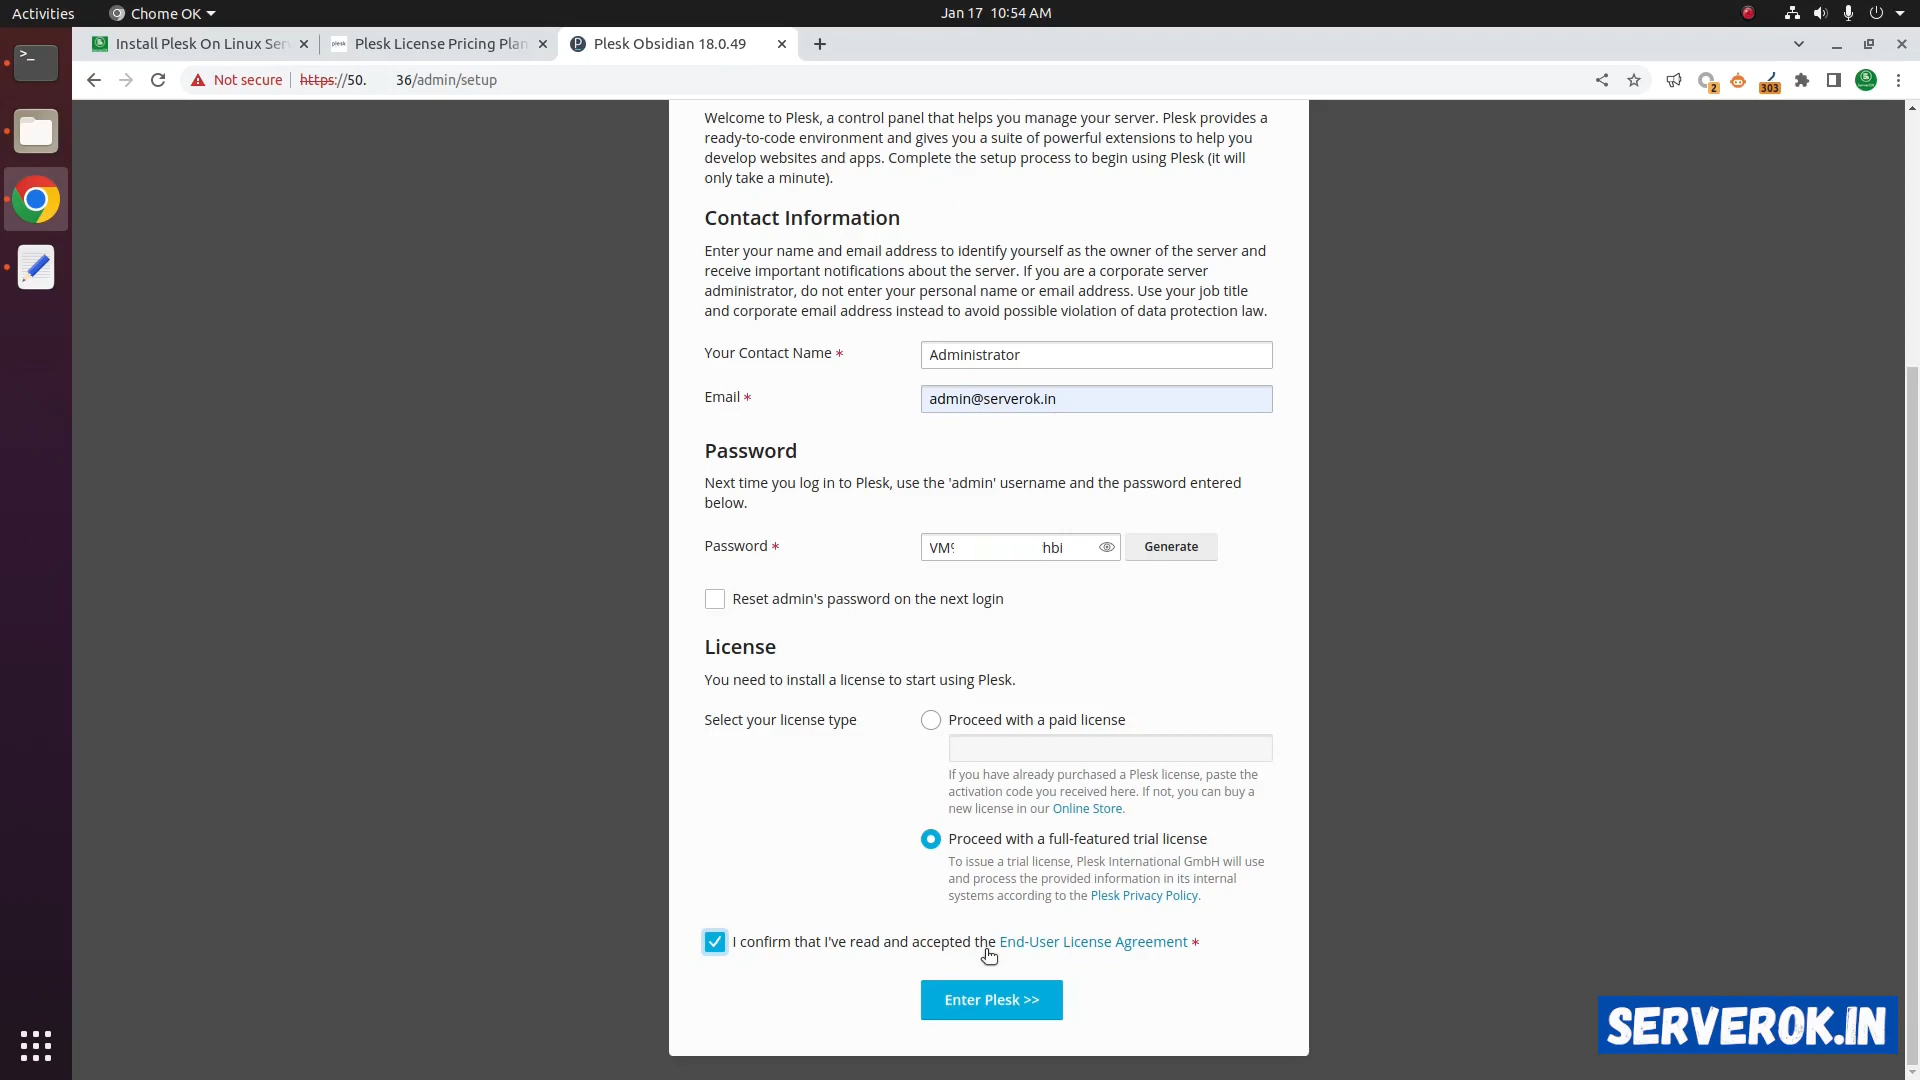 Activities
Chome OK
Jan 17 10:54 AM
Install Plesk On Linux Ser
Plesk License Pricing Plan
Plesk Obsidian 18.0.49
Not secure
https://50. 36/admin/setup
2
303
Welcome to Plesk, a control panel that helps you manage your server. Plesk provides a
ready-to-code environment and gives you a suite of powerful extensions to help you
develop websites and apps. Complete the setup process to begin using Plesk (it will
only take a minute).
Contact Information
Enter your name and email address to identify yourself as the owner of the server and
receive important notifications about the server. If you are a corporate server
administrator, do not enter your personal name or email address. Use your job title
and corporate email address instead to avoid possible violation of data protection law.
Your Contact Name *
Administrator
Email *
admin@serverok.in
Password
Next time you log in to Plesk, use the 'admin' username and the password entered
below.
Password *
VM hbi
Generate
Reset admin's password on the next login
License
You need to install a license to start using Plesk.
Select your license type
Proceed with a paid license
If you have already purchased a Plesk license, paste the
activation code you received here. If not, you can buy a
new license in our Online Store.
Proceed with a full-featured trial license
To issue a trial license, Plesk International GmbH will use
and process the provided information in its internal
systems according to the Plesk Privacy Policy.
I confirm that I've read and accepted the End-User License Agreement *
Enter Plesk >>
SERVEROK.IN